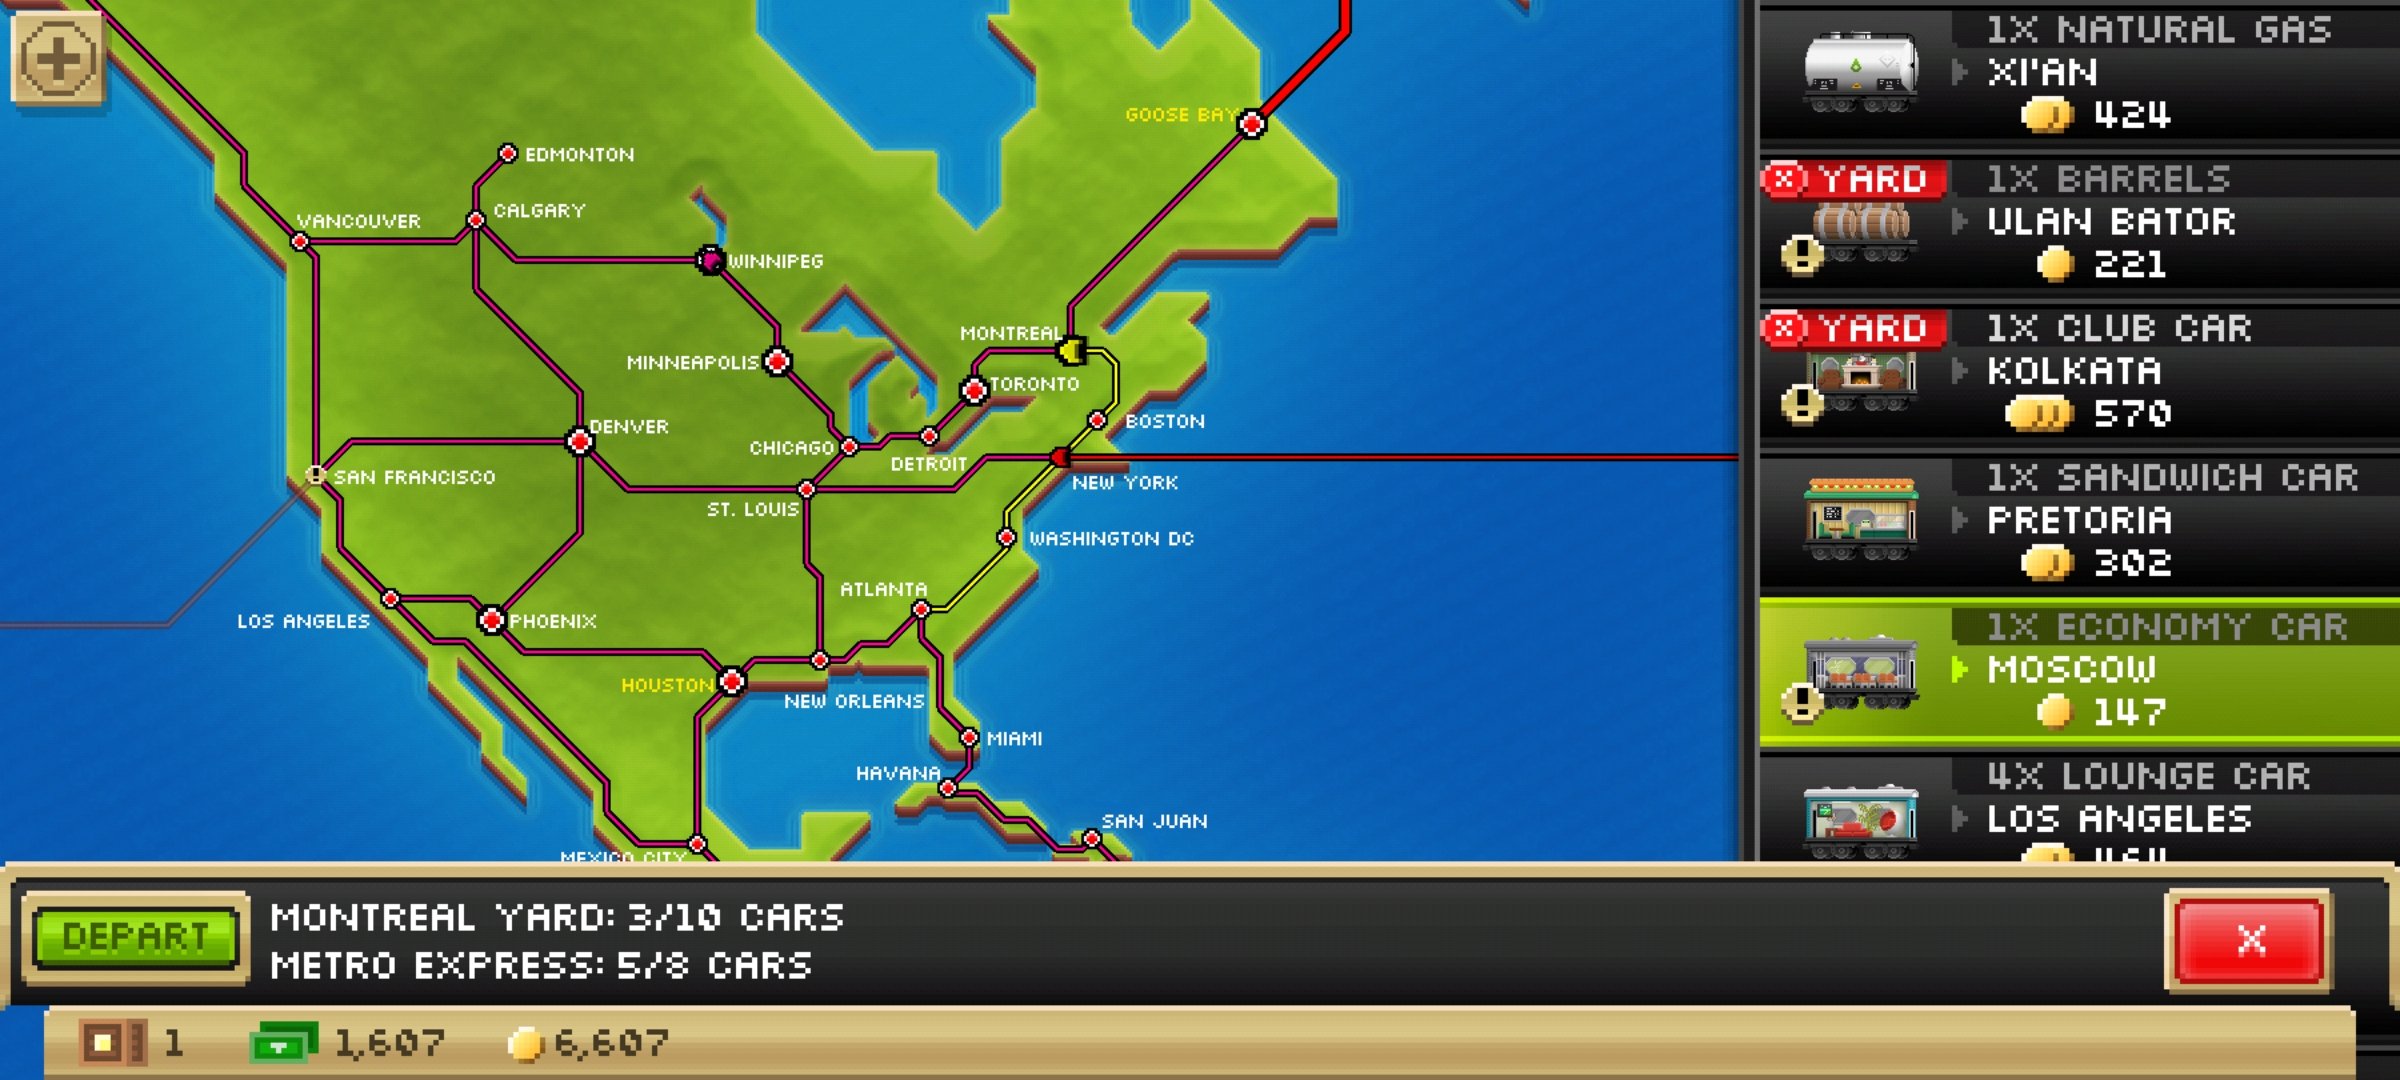 GOOSE BAY
EDMONTON
CALGARY
VANCOUVER
WINNIPEG
MONTREAL
MINNEAPOLIS
TORONTO
BOSTON
DENVER
CHICAGO
DETROIT
SAN FRANCISCO
NEW YORK
ST. LOUIS
WASHINGTON DC
ATLANTA
LOS ANGELES
PHOENIX
HOUSTON
NEW ORLEANS
MIAMI
HAVANA
SAN JUAN
MEXICO CITY
1X NATURAL GAS
XI'AN
424
X YARD
1X BARRELS
ULAN BATOR
221
X YARD
1X CLUB CAR
KOLKATA
570
1X SANDWICH CAR
PRETORIA
302
1X ECONOMY CAR
MOSCOW
147
4X LOUNGE CAR
LOS ANGELES
DEPART
MONTREAL YARD: 3/10 CARS
METRO EXPRESS: 5/8 CARS
X
1
1,607
6,607